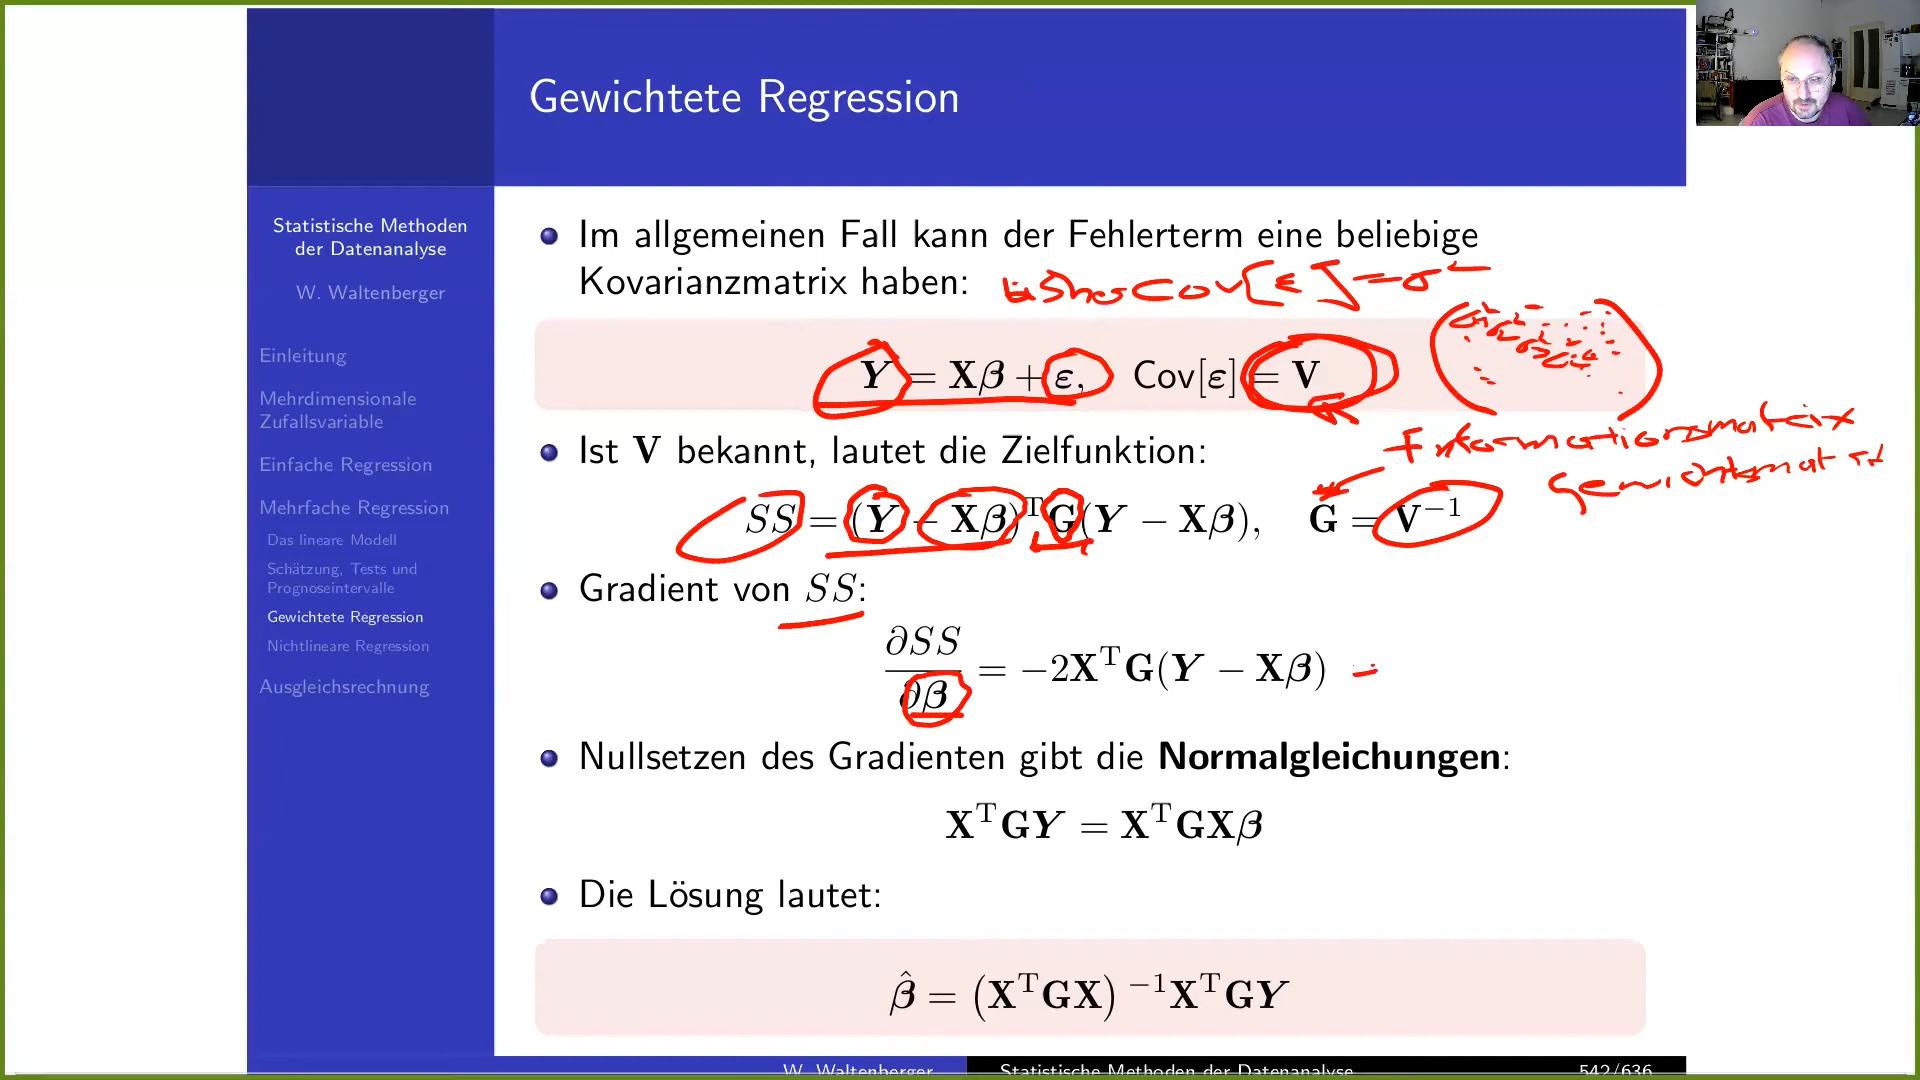 Gewichtete Regression
Statistische Methoden
der Datenanalyse
W. Waltenberger
Einleitung
Mehrdimensionale
Zufallsvariable
Einfache Regression
Mehrfache Regression
Das lineare Modell
Schätzung, Tests und
Prognoseintervalle
Gewichtete Regression
Nichtlineare Regression
Ausgleichsrechnung
Im allgemeinen Fall kann der Fehlerterm eine beliebige
Kovarianzmatrix haben: bisher Cov[ε] = σ²
Y = Xβ + ε, Cov[ε] = V
Informationsmatrix
Ist V bekannt, lautet die Zielfunktion:
Gewichtsmatrix
SS = (Y − Xβ)ᵀG(Y − Xβ), G = V⁻¹
Gradient von SS:
∂SS/∂β = −2XᵀG(Y − Xβ)
Nullsetzen des Gradienten gibt die Normalgleichungen:
XᵀGY = XᵀGXβ
Die Lösung lautet:
β̂ = (XᵀGX)⁻¹XᵀGY
W. Waltenberger Statistische Methoden der Datenanalyse 542/636